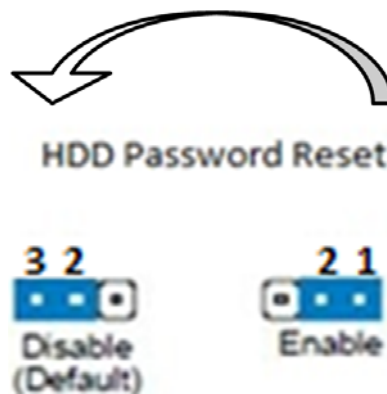 HDD Password Reset
3 2
2 1
Disable
(Default)
Enable